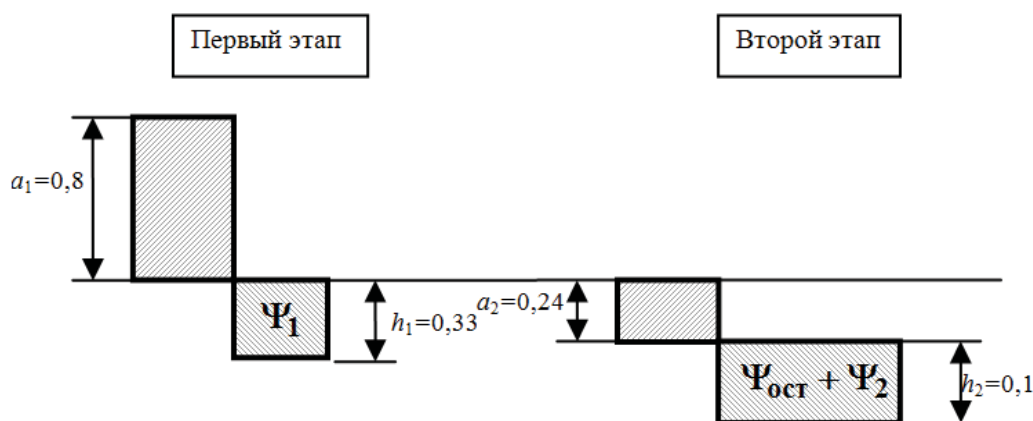 Первый этап
Второй этап
a₁=0,8
Ψ₁
h₁=0,33
a₂=0,24
Ψост + Ψ₂
h₂=0,1